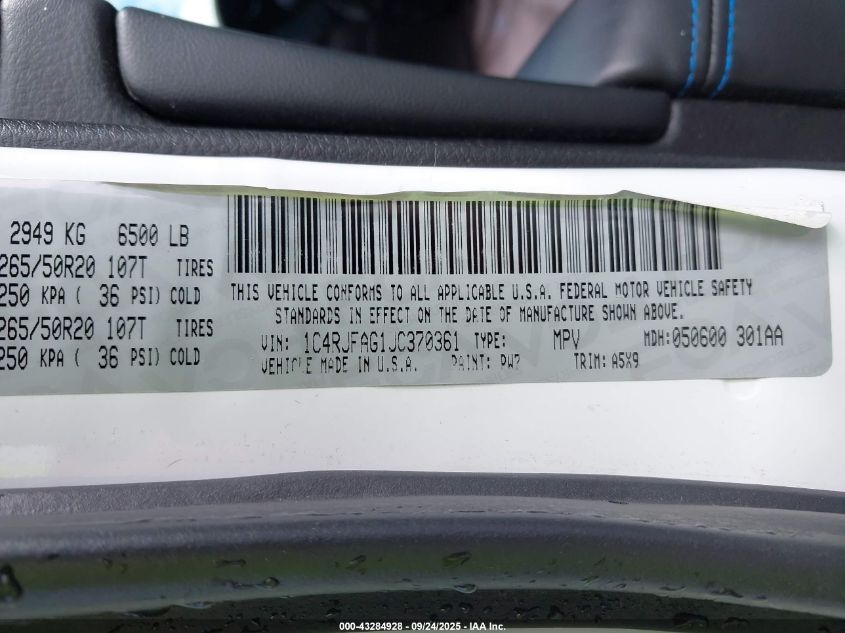 2949 KG 6500 LB
265/50R20 107T TIRES
250 KPA ( 36 PSI) COLD
265/50R20 107T TIRES
250 KPA ( 36 PSI) COLD
THIS VEHICLE CONFORMS TO ALL APPLICABLE U.S.A. FEDERAL MOTOR VEHICLE SAFETY
STANDARDS IN EFFECT ON THE DATE OF MANUFACTURE SHOWN ABOVE.
VIN: 1C4RJFAG1JC370361 TYPE: MPV MDH: 050600 301AA
VEHICLE MADE IN U.S.A. PAINT: PW7 TRIM: A5X9
000-43284928 - 09/24/2025 - IAA Inc.